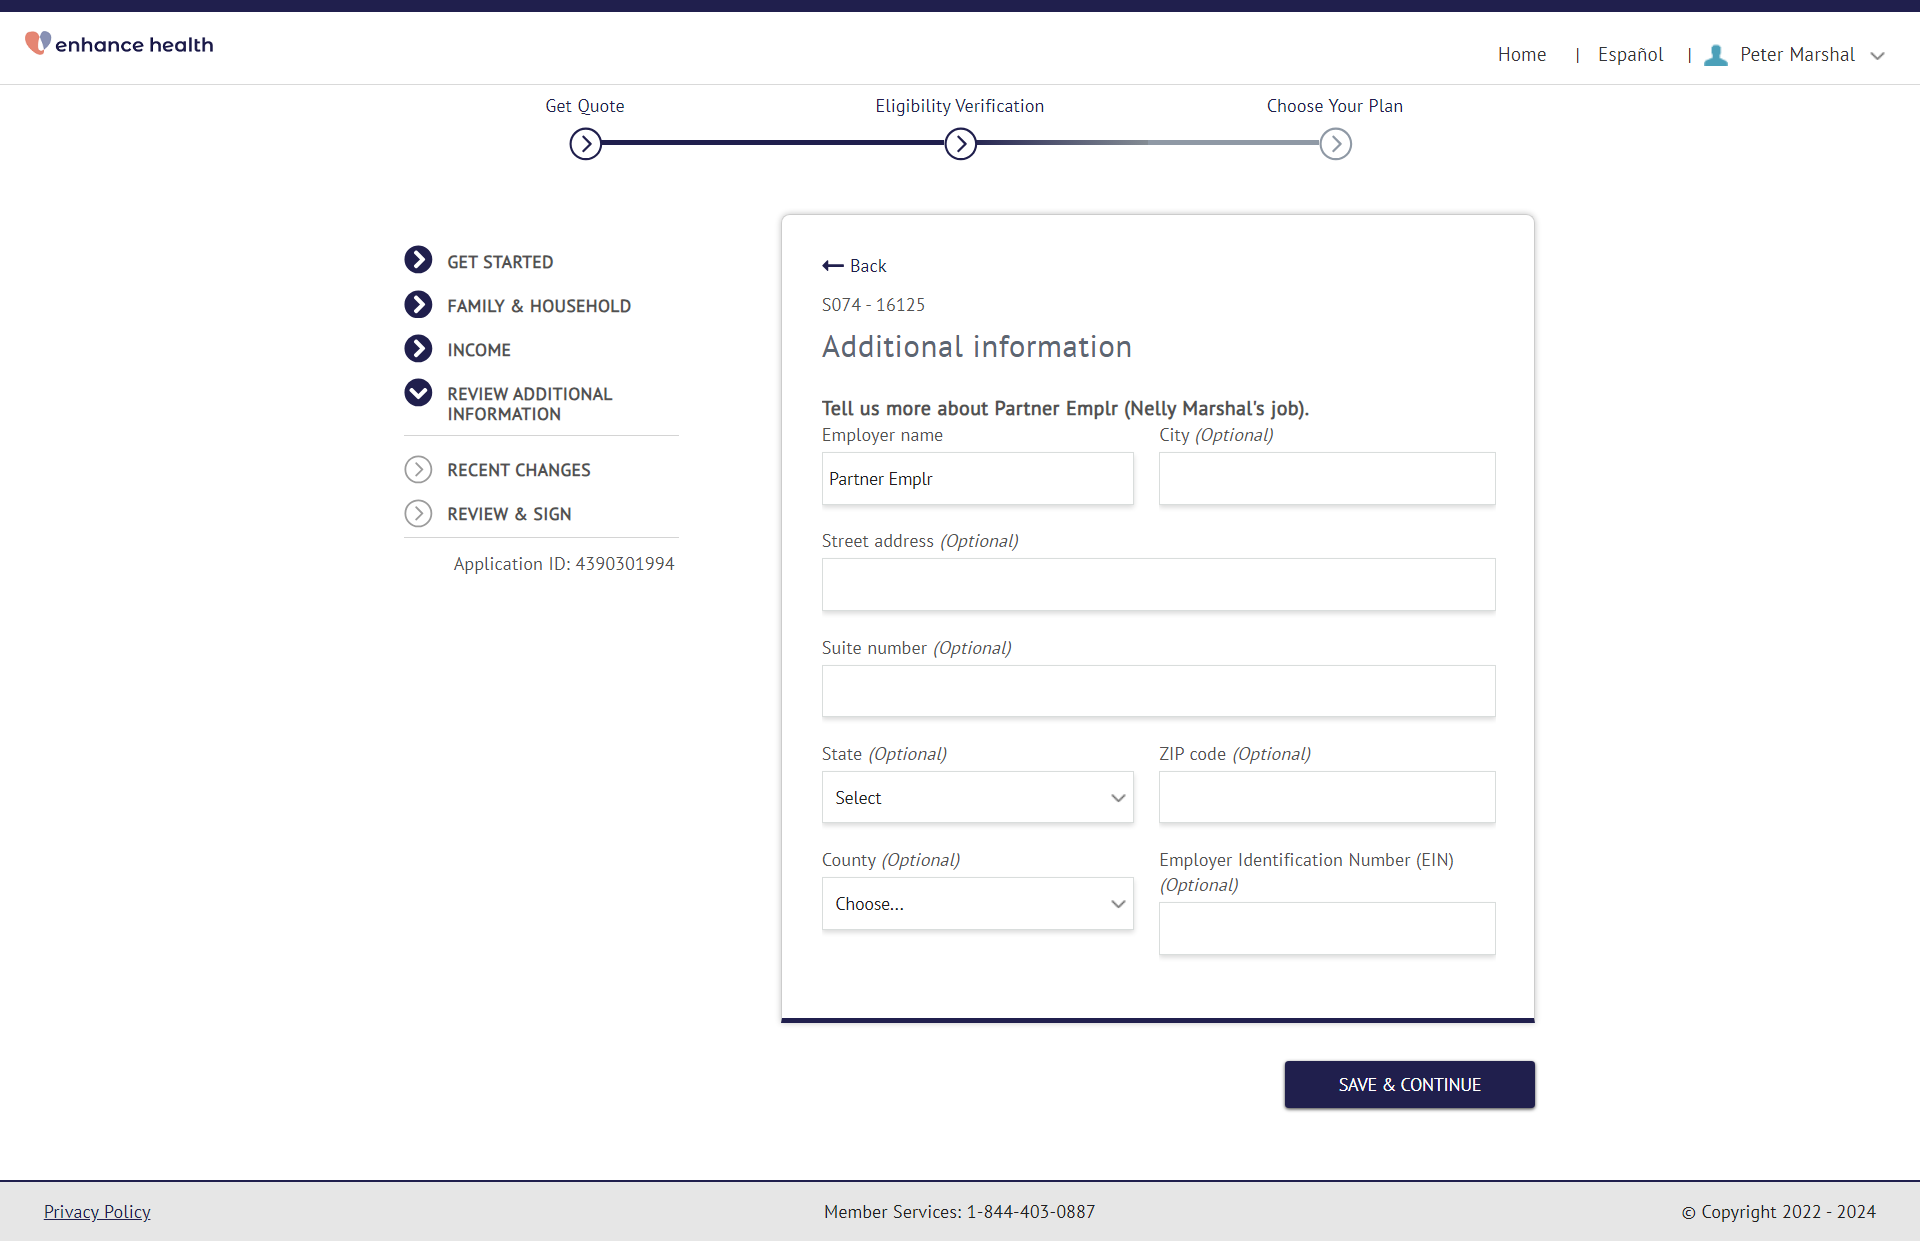 enhance health
Home | Español | Peter Marshal
Get Quote
Eligibility Verification
Choose Your Plan
GET STARTED
FAMILY & HOUSEHOLD
INCOME
REVIEW ADDITIONAL
INFORMATION
RECENT CHANGES
REVIEW & SIGN
Application ID: 4390301994
Back
S074 - 16125
Additional information
Tell us more about Partner Emplr (Nelly Marshal's job).
Employer name
Partner Emplr
City (Optional)
Street address (Optional)
Suite number (Optional)
State (Optional)
Select
ZIP code (Optional)
County (Optional)
Choose...
Employer Identification Number (EIN)
(Optional)
SAVE & CONTINUE
Privacy Policy
Member Services: 1-844-403-0887
© Copyright 2022 - 2024